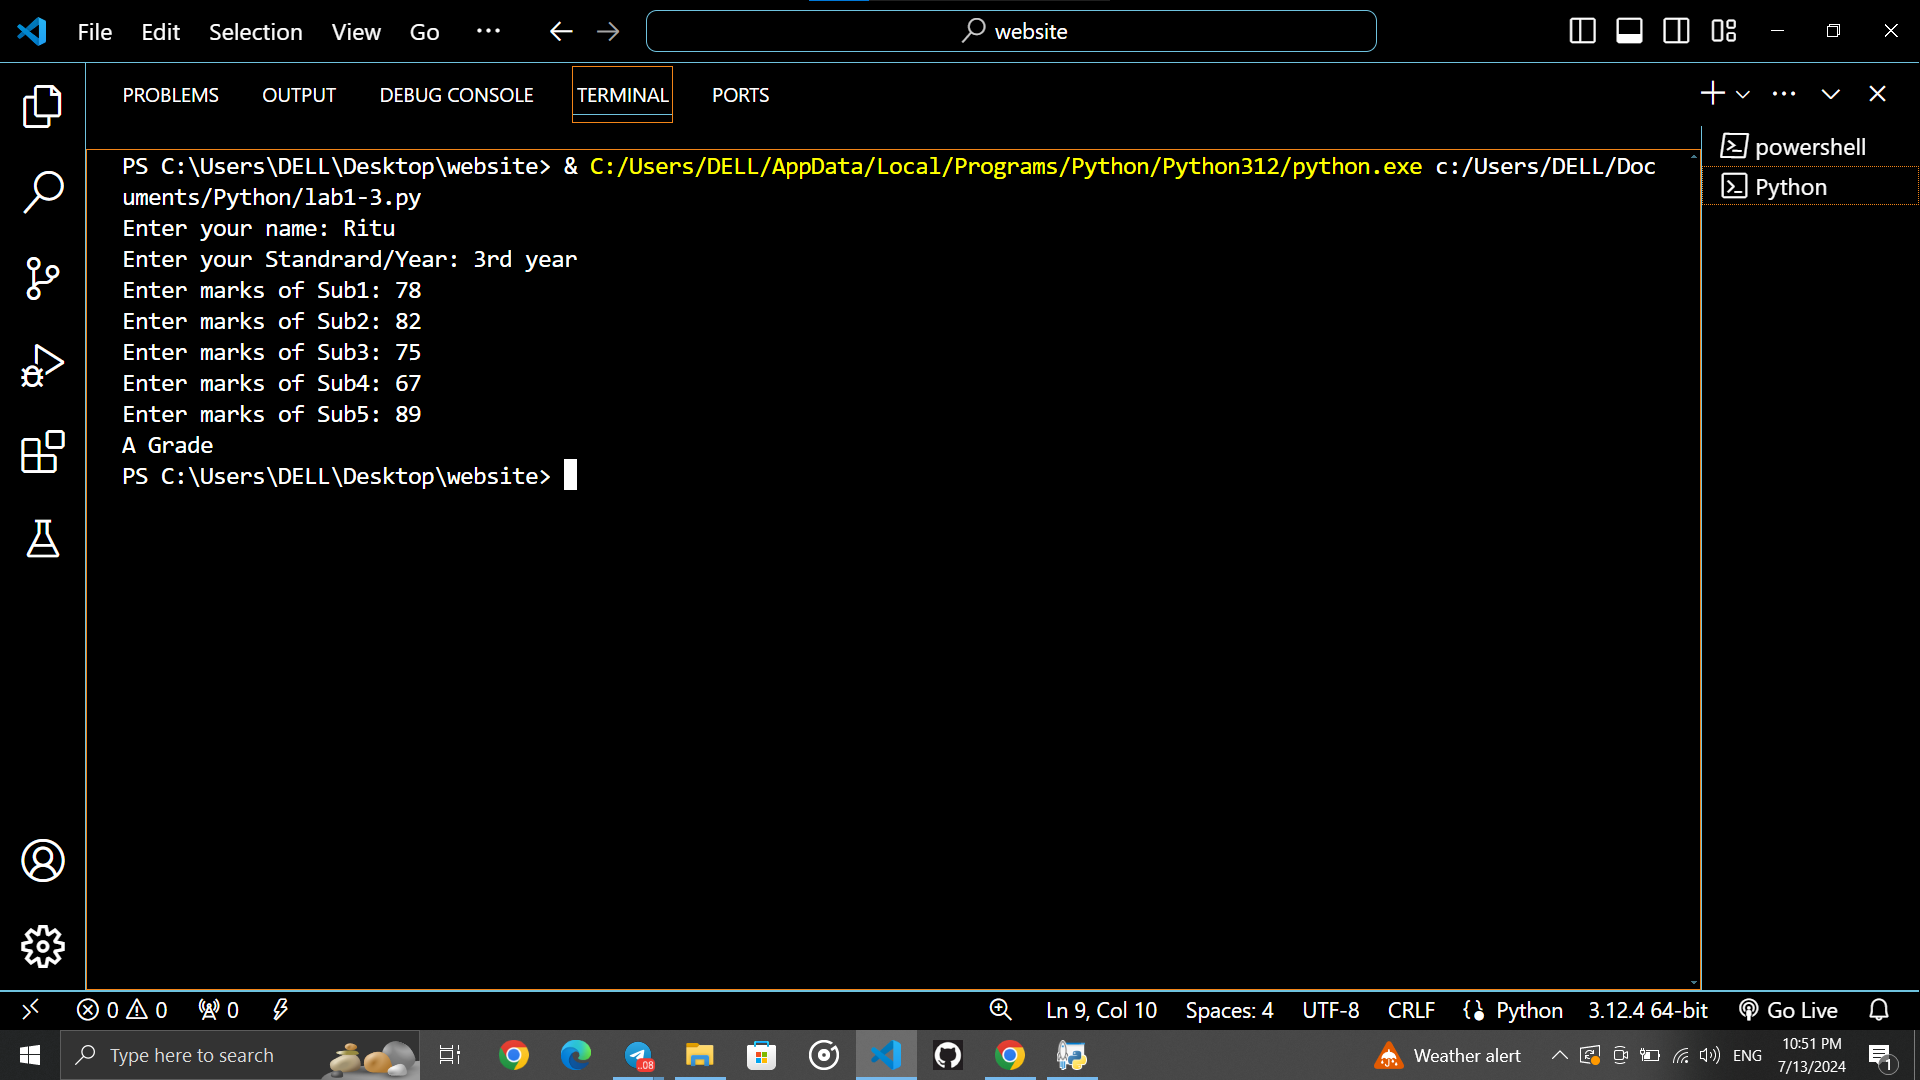 File Edit Selection View Go ··· website
PROBLEMS OUTPUT DEBUG CONSOLE TERMINAL PORTS
PS C:\Users\DELL\Desktop\website> & C:/Users/DELL/AppData/Local/Programs/Python/Python312/python.exe c:/Users/DELL/Doc
uments/Python/lab1-3.py
Enter your name: Ritu
Enter your Standrard/Year: 3rd year
Enter marks of Sub1: 78
Enter marks of Sub2: 82
Enter marks of Sub3: 75
Enter marks of Sub4: 67
Enter marks of Sub5: 89
A Grade
PS C:\Users\DELL\Desktop\website>
powershell
Python
0 0 0 Ln 9, Col 10 Spaces: 4 UTF-8 CRLF Python 3.12.4 64-bit Go Live
Type here to search ..08 Weather alert ENG 10:51 PM
7/13/2024 1